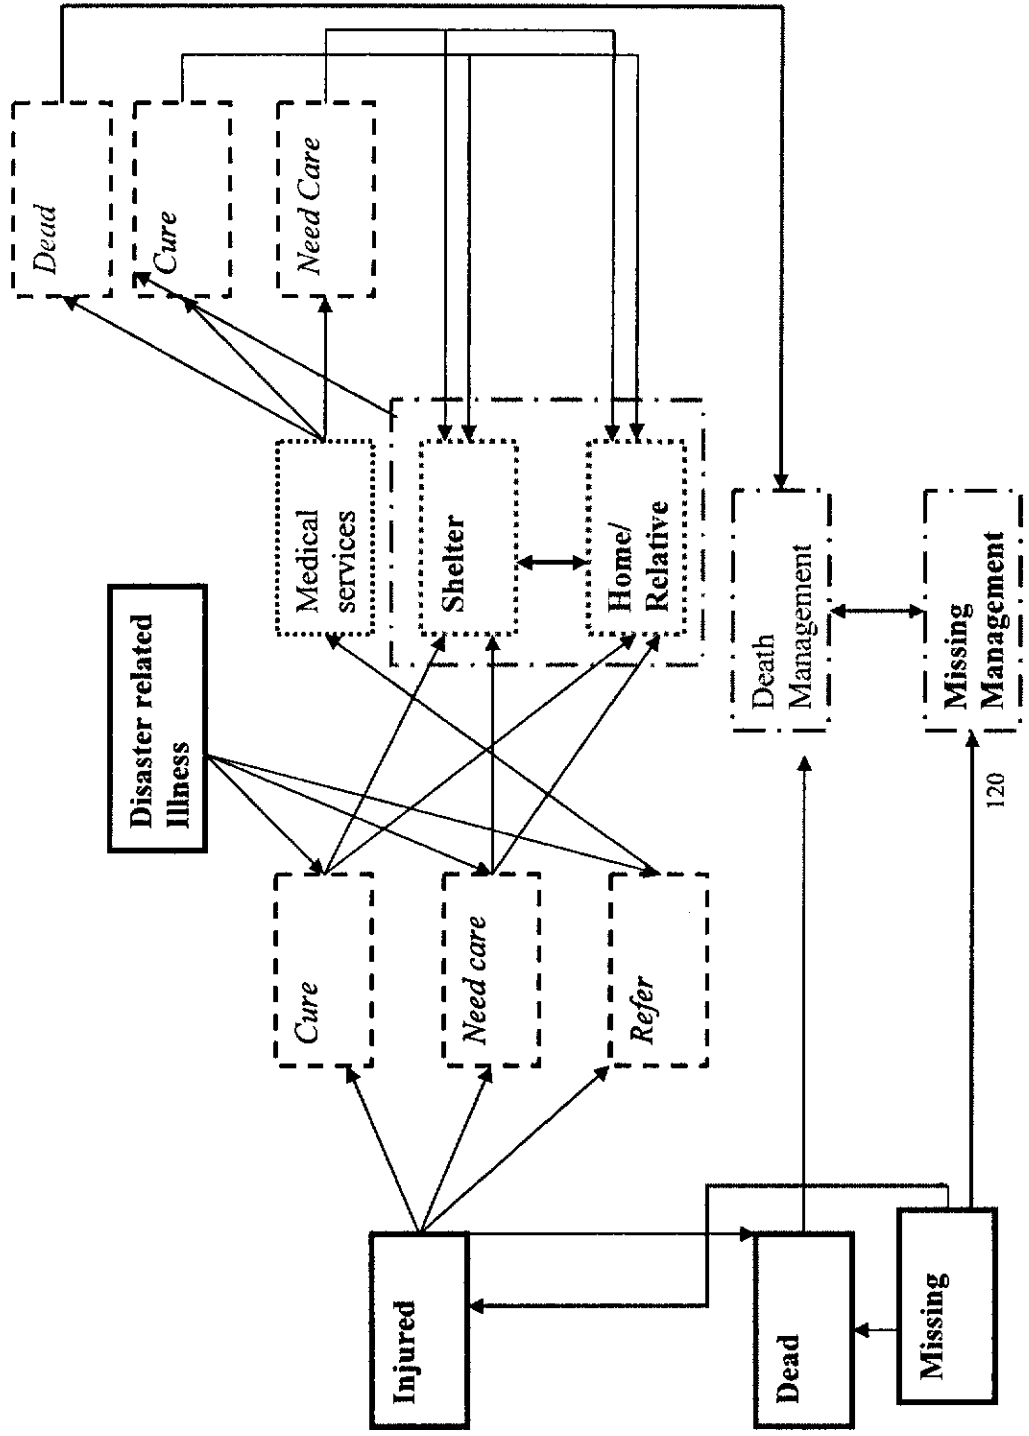 Disaster related
Illness
Injured
Dead
Missing
Cure
Need care
Refer
Medical
services
Shelter
Home/
Relative
Death
Management
Missing
Management
Dead
Cure
Need Care
120